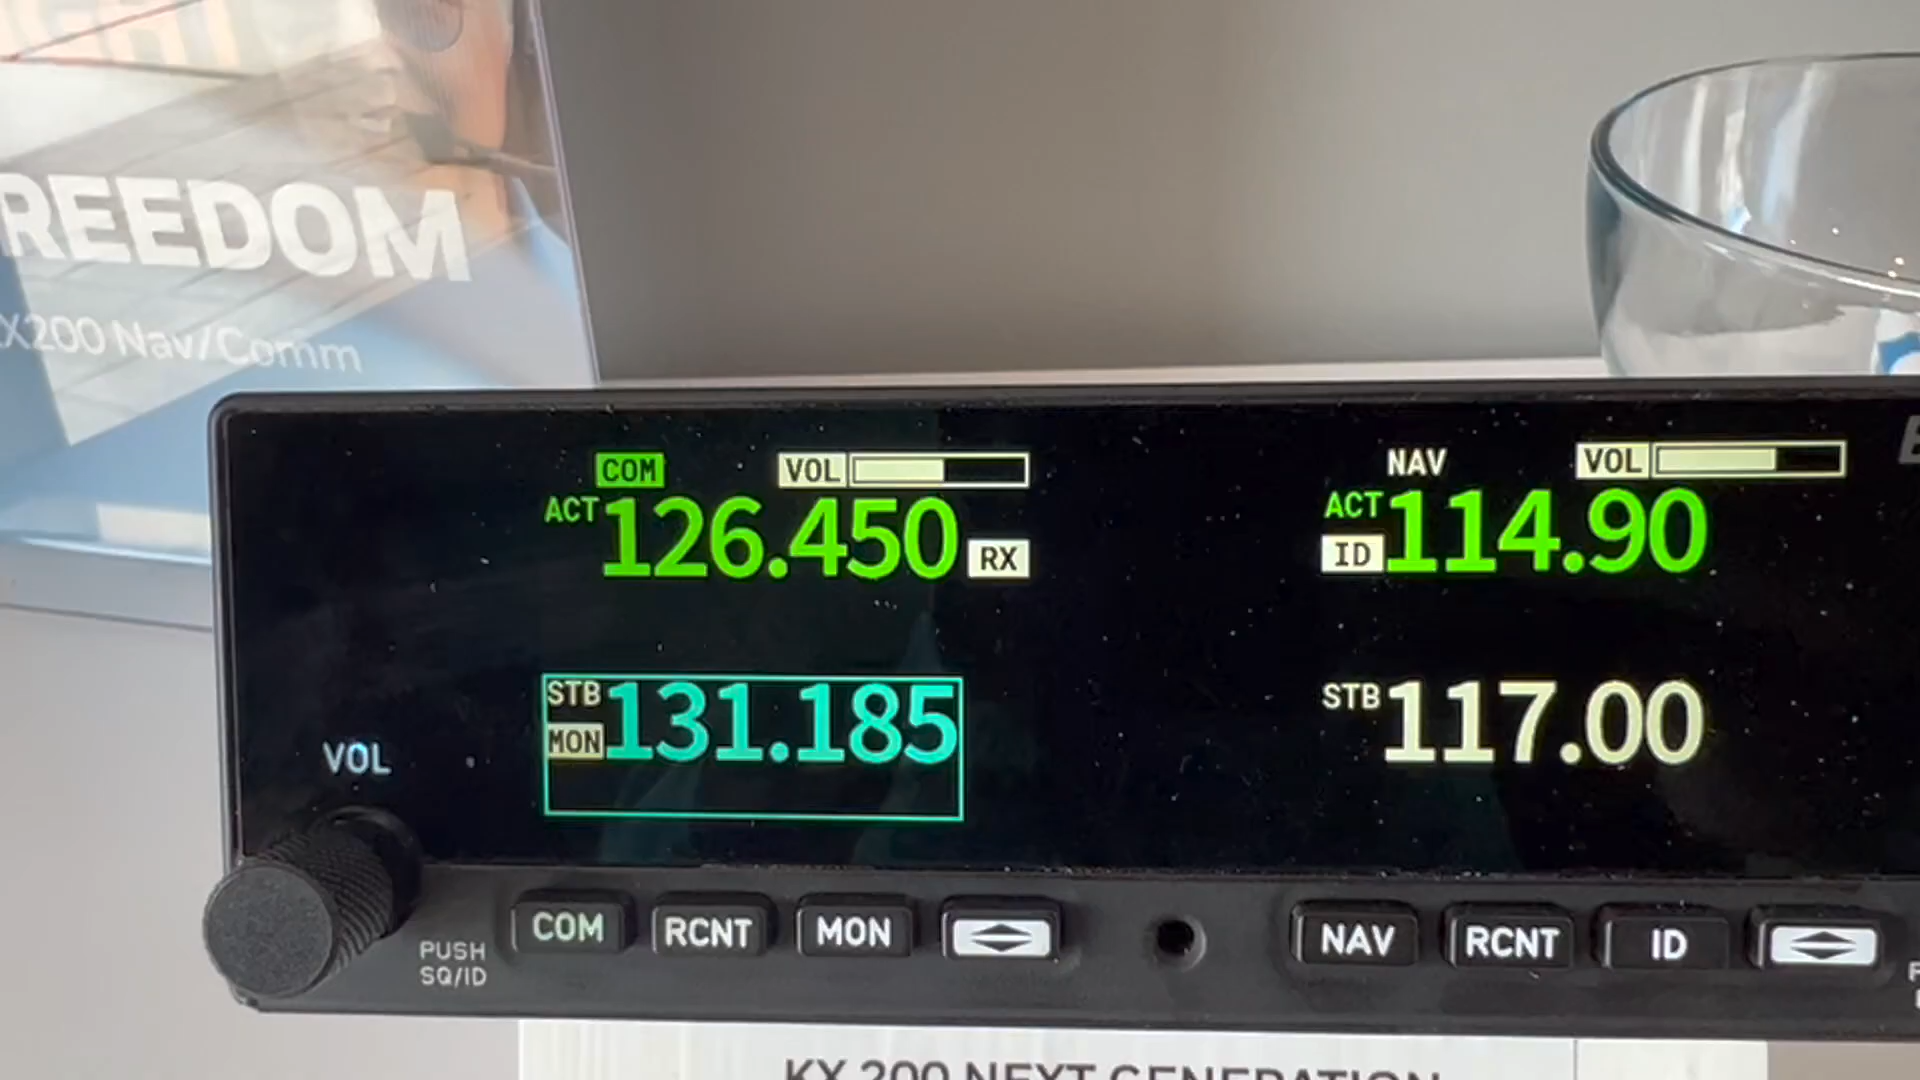 REEDOM
X200 Nav/Comm
COM VOL
ACT 126.450 RX
STB MON 131.185
NAV VOL
ACT ID 114.90
STB 117.00
VOL
PUSH
SQ/ID
COM RCNT MON
NAV RCNT ID
KX 200 NEXT GENERATION